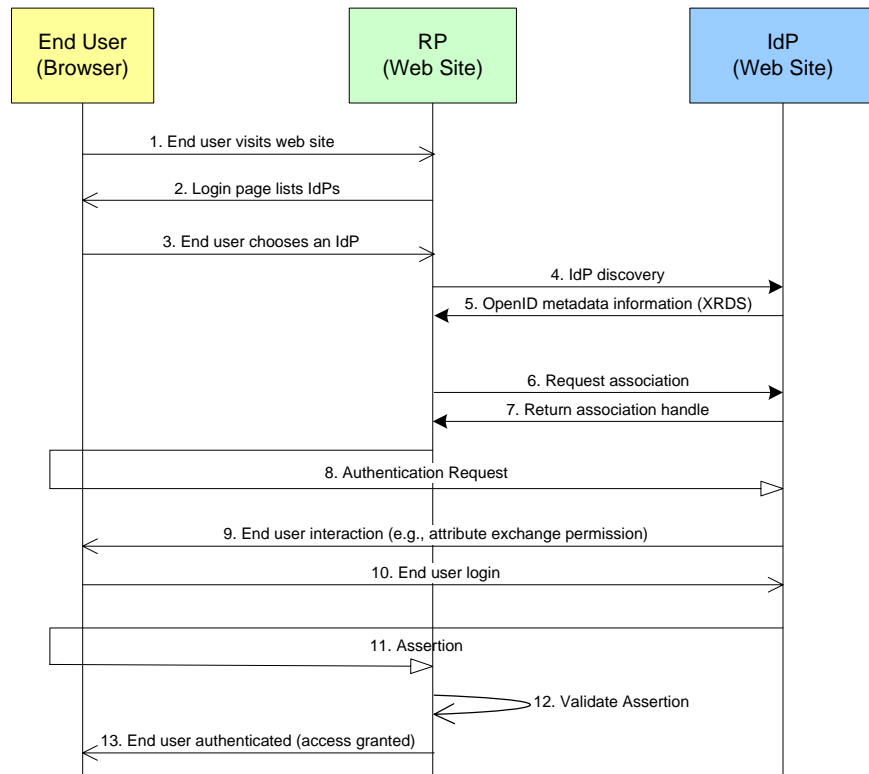 End User
(Browser)
RP
(Web Site)
IdP
(Web Site)
1. End user visits web site
2. Login page lists IdPs
3. End user chooses an IdP
4. IdP discovery
5. OpenID metadata information (XRDS)
6. Request association
7. Return association handle
8. Authentication Request
9. End user interaction (e.g., attribute exchange permission)
10. End user login
11. Assertion
12. Validate Assertion
13. End user authenticated (access granted)